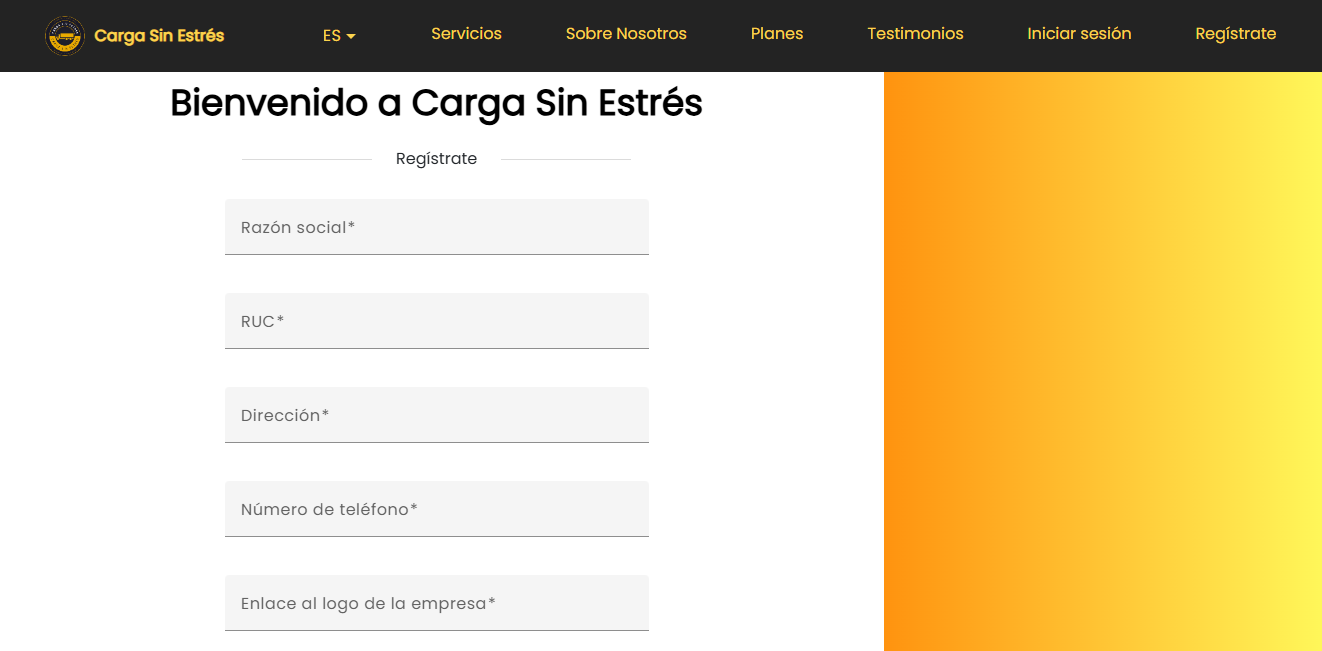 Carga Sin Estrés
ES
Servicios
Sobre Nosotros
Planes
Testimonios
Iniciar sesión
Regístrate
Bienvenido a Carga Sin Estrés
Regístrate
Razón social*
RUC*
Dirección*
Número de teléfono*
Enlace al logo de la empresa*